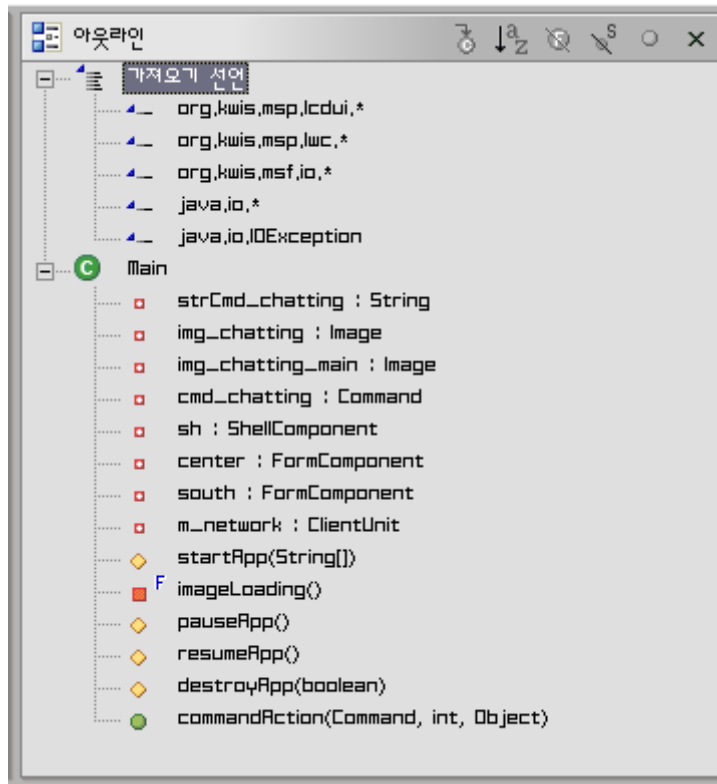 아웃라인
가져오기 선언
org.kwis.msp.lcdui.*
org.kwis.msp.lwc.*
org.kwis.msf.io.*
java.io.*
java.io.IOException
Main
strCmd_chatting : String
img_chatting : Image
img_chatting_main : Image
cmd_chatting : Command
sh : ShellComponent
center : FormComponent
south : FormComponent
m_network : ClientUnit
startApp(String[])
F imageLoading()
pauseApp()
resumeApp()
destroyApp(boolean)
commandAction(Command, int, Object)